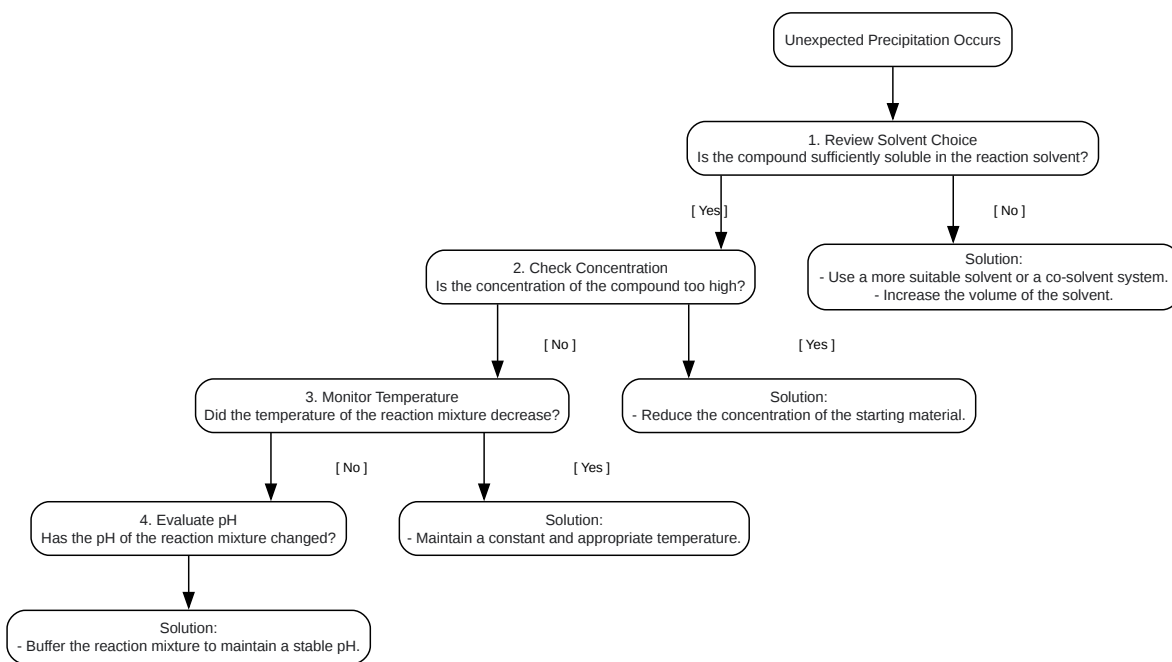 Unexpected Precipitation Occurs
1. Review Solvent Choice
Is the compound sufficiently soluble in the reaction solvent?
[ Yes ]
[ No ]
2. Check Concentration
Is the concentration of the compound too high?
Solution:
- Use a more suitable solvent or a co-solvent system.
- Increase the volume of the solvent.
[ No ]
[ Yes ]
3. Monitor Temperature
Did the temperature of the reaction mixture decrease?
Solution:
- Reduce the concentration of the starting material.
[ No ]
[ Yes ]
4. Evaluate pH
Has the pH of the reaction mixture changed?
Solution:
- Maintain a constant and appropriate temperature.
Solution:
- Buffer the reaction mixture to maintain a stable pH.